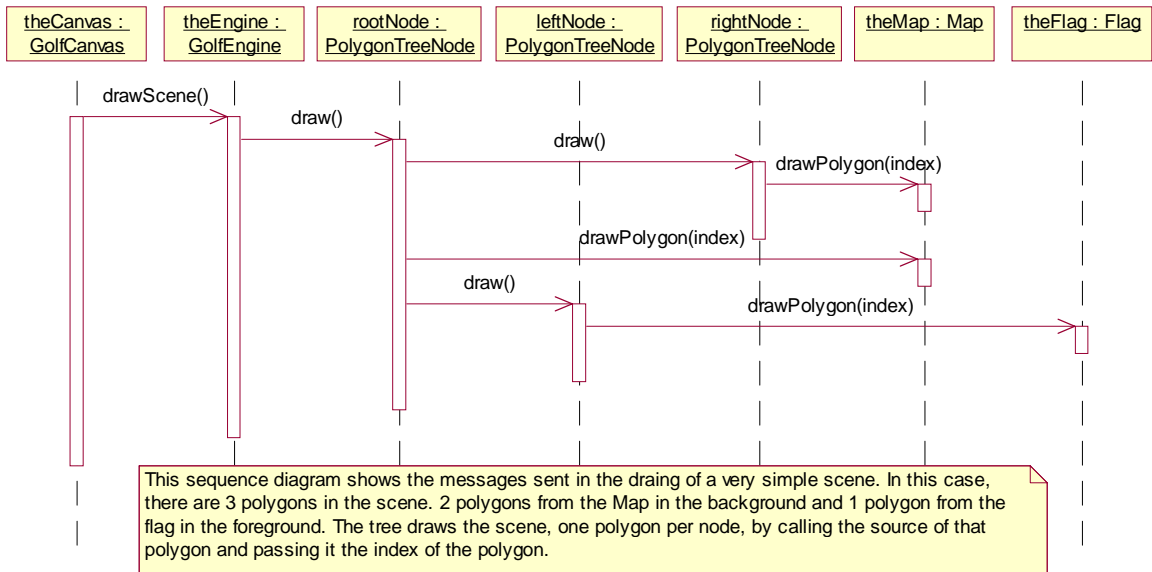 theCanvas :
GolfCanvas
theEngine :
GolfEngine
rootNode :
PolygonTreeNode
leftNode :
PolygonTreeNode
rightNode :
PolygonTreeNode
theMap : Map
theFlag : Flag
drawScene()
draw()
draw()
drawPolygon(index)
drawPolygon(index)
draw()
drawPolygon(index)
This sequence diagram shows the messages sent in the draing of a very simple scene. In this case,
there are 3 polygons in the scene. 2 polygons from the Map in the background and 1 polygon from the
flag in the foreground. The tree draws the scene, one polygon per node, by calling the source of that
polygon and passing it the index of the polygon.